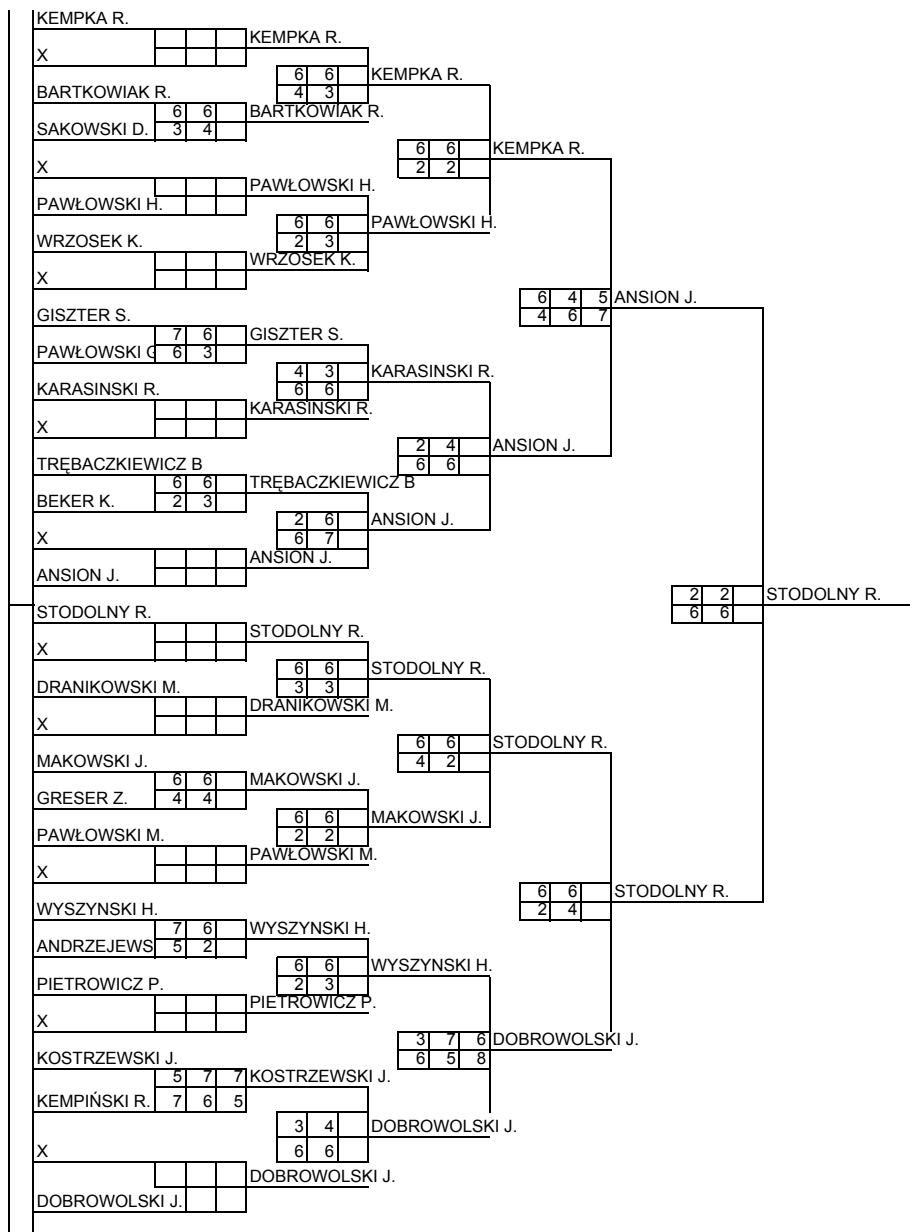 KEMPKA R.
KEMPKA R.
X
6 6 KEMPKA R.
4 3
BARTKOWIAK R.
6 6 BARTKOWIAK R.
SAKOWSKI D. 3 4
6 6 KEMPKA R.
2 2
X
PAWŁOWSKI H.
PAWŁOWSKI H.
6 6 PAWŁOWSKI H.
2 3
WRZOSEK K.
WRZOSEK K.
X
6 4 5 ANSION J.
4 6 7
GISZTER S.
7 6 GISZTER S.
PAWŁOWSKI G 6 3
4 3 KARASINSKI R.
6 6
KARASINSKI R.
KARASINSKI R.
X
2 4 ANSION J.
6 6
TRĘBACZKIEWICZ B
6 6 TRĘBACZKIEWICZ B
BEKER K. 2 3
2 6 ANSION J.
6 7
X
ANSION J.
ANSION J.
2 2 STODOLNY R.
6 6
STODOLNY R.
STODOLNY R.
X
6 6 STODOLNY R.
3 3
DRANIKOWSKI M.
DRANIKOWSKI M.
X
6 6 STODOLNY R.
4 2
MAKOWSKI J.
6 6 MAKOWSKI J.
GRESER Z. 4 4
6 6 MAKOWSKI J.
2 2
PAWŁOWSKI M.
PAWŁOWSKI M.
X
6 6 STODOLNY R.
2 4
WYSZYNSKI H.
7 6 WYSZYNSKI H.
ANDRZEJEWS 5 2
6 6 WYSZYNSKI H.
2 3
PIETROWICZ P.
PIETROWICZ P.
X
3 7 6 DOBROWOLSKI J.
6 5 8
KOSTRZEWSKI J.
5 7 7 KOSTRZEWSKI J.
KEMPIŃSKI R. 7 6 5
3 4 DOBROWOLSKI J.
6 6
X
DOBROWOLSKI J.
DOBROWOLSKI J.